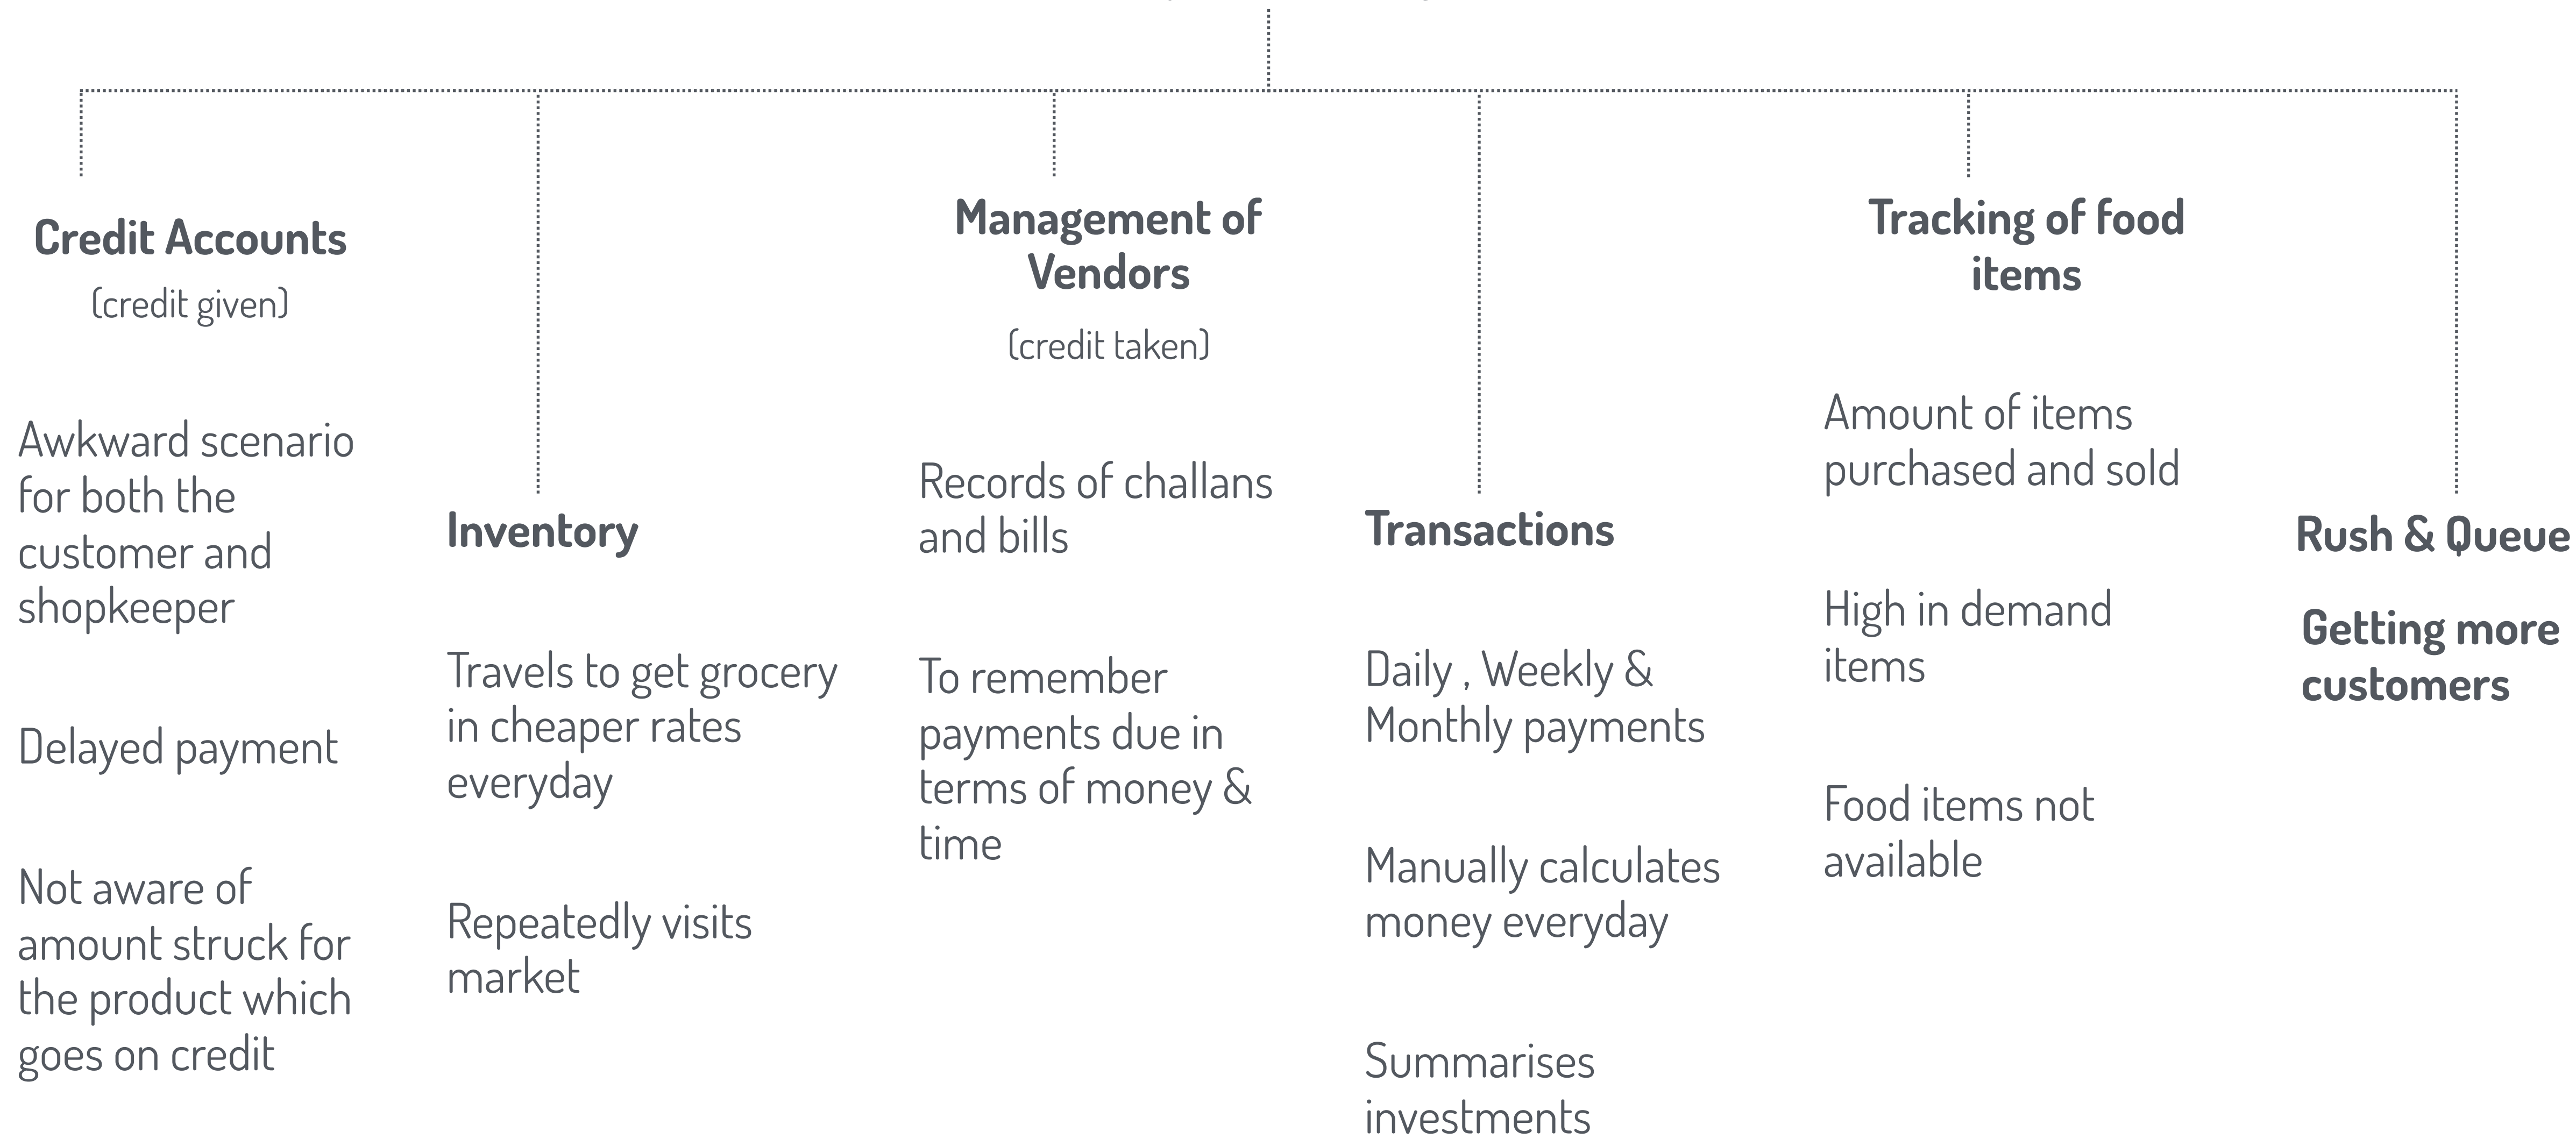 Credit Accounts
(credit given)
Awkward scenario
for both the
customer and
shopkeeper
Delayed payment
Not aware of
amount struck for
the product which
goes on credit
Inventory
Travels to get grocery
in cheaper rates
everyday
Repeatedly visits
market
Management of
Vendors
(credit taken)
Records of challans
and bills
To remember
payments due in
terms of money &
time
Transactions
Daily , Weekly &
Monthly payments
Manually calculates
money everyday
Summarises
investments
Tracking of food
items
Amount of items
purchased and sold
High in demand
items
Food items not
available
Rush & Queue
Getting more
customers